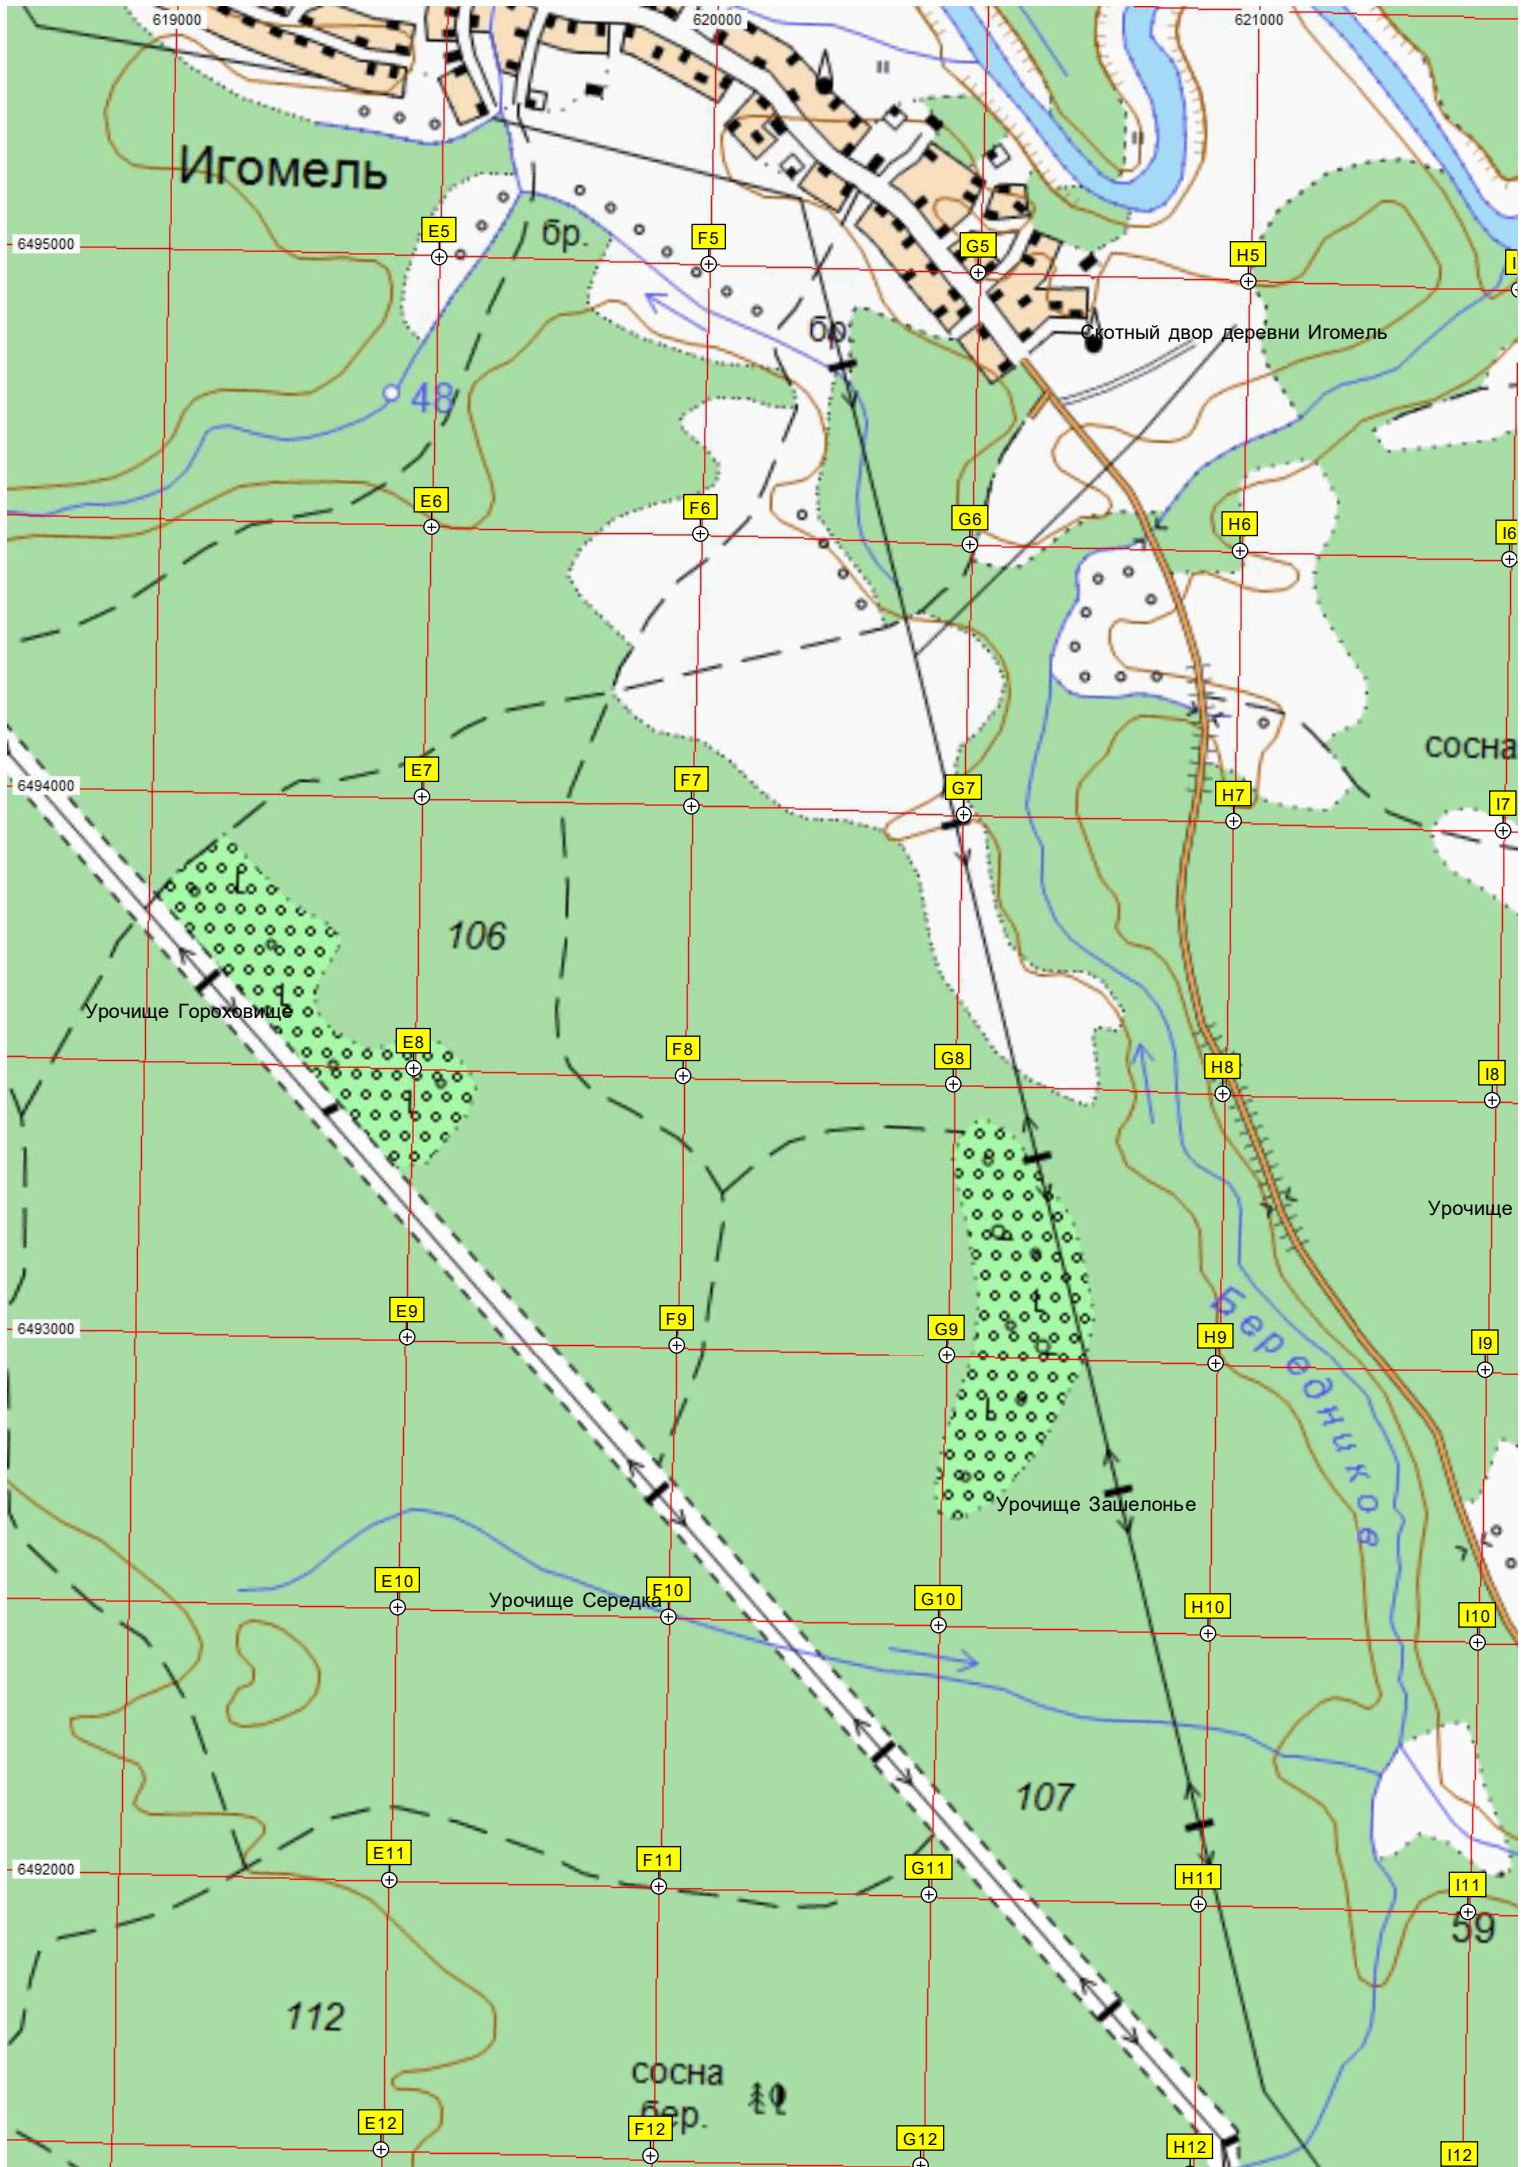 619000
620000
621000
Игомель
6495000
E5
бр.
F5
G5
H5
I
бр
Скотный двор деревни Игомель
48
E6
F6
G6
H6
I6
сосна
6494000
E7
F7
G7
H7
I7
106
Урочище Гороховище
E8
F8
G8
H8
I8
Урочище
6493000
E9
F9
G9
H9
I9
Бередников
Урочище Зашелонье
E10
Урочище Середка
F10
G10
H10
I10
107
6492000
E11
F11
G11
H11
I11
59
112
сосна
бер.
E12
F12
G12
H12
I12